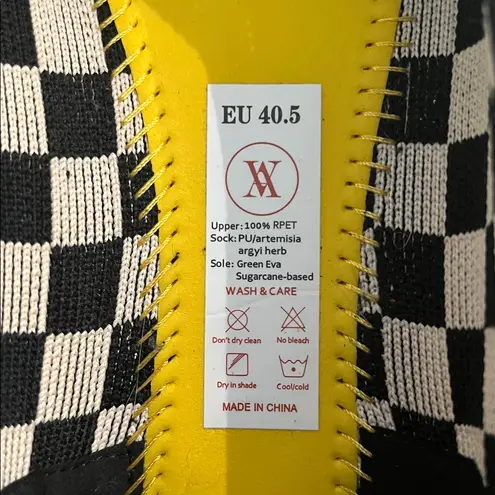 EU 40.5
VA
Upper: 100% RPET
Sock: PU/artemisia
argyi herb
Sole: Green Eva
Sugarcane-based
WASH & CARE
Don't dry clean No bleach
Dry in shade Cool/cold
MADE IN CHINA